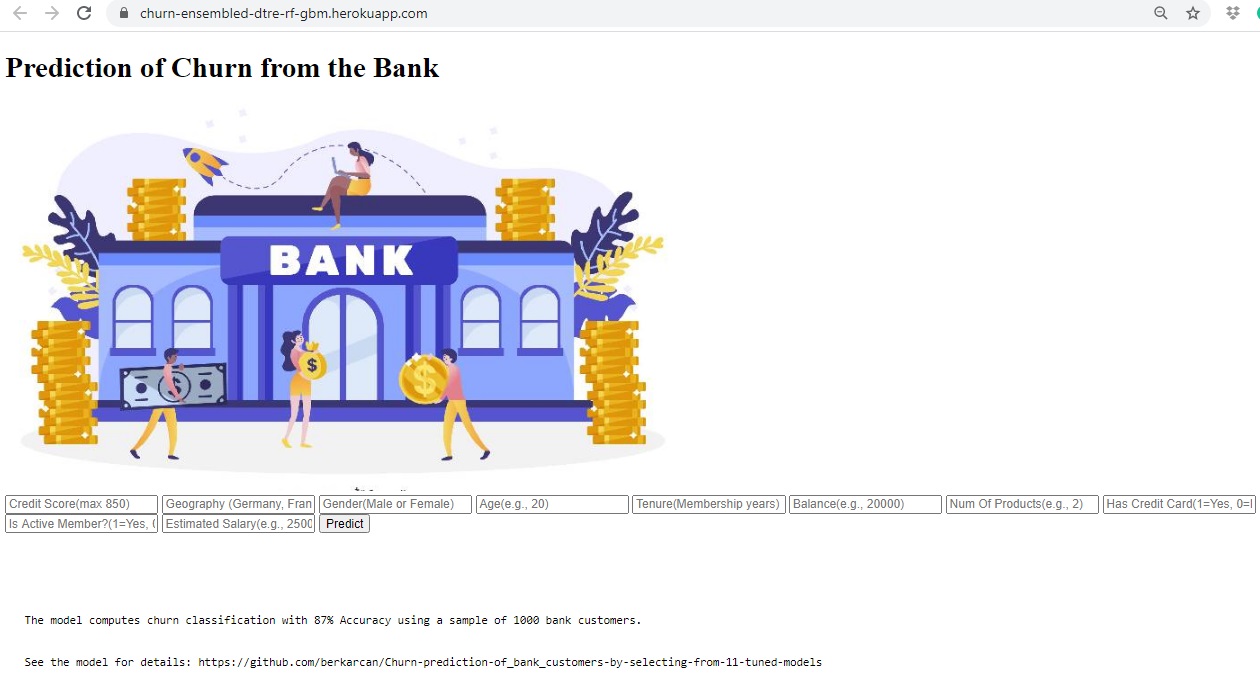 churn-ensembled-dtre-rf-gbm.herokuapp.com
Prediction of Churn from the Bank
BANK
$
$
$
Credit Score(max 850) Geography (Germany, Fran Gender(Male or Female) Age(e.g., 20) Tenure(Membership years) Balance(e.g., 20000) Num Of Products(e.g., 2) Has Credit Card(1=Yes, 0=
Is Active Member?(1=Yes, Estimated Salary(e.g., 2500 Predict
The model computes churn classification with 87% Accuracy using a sample of 1000 bank customers.
See the model for details: https://github.com/berkarcan/Churn-prediction-of_bank_customers-by-selecting-from-11-tuned-models